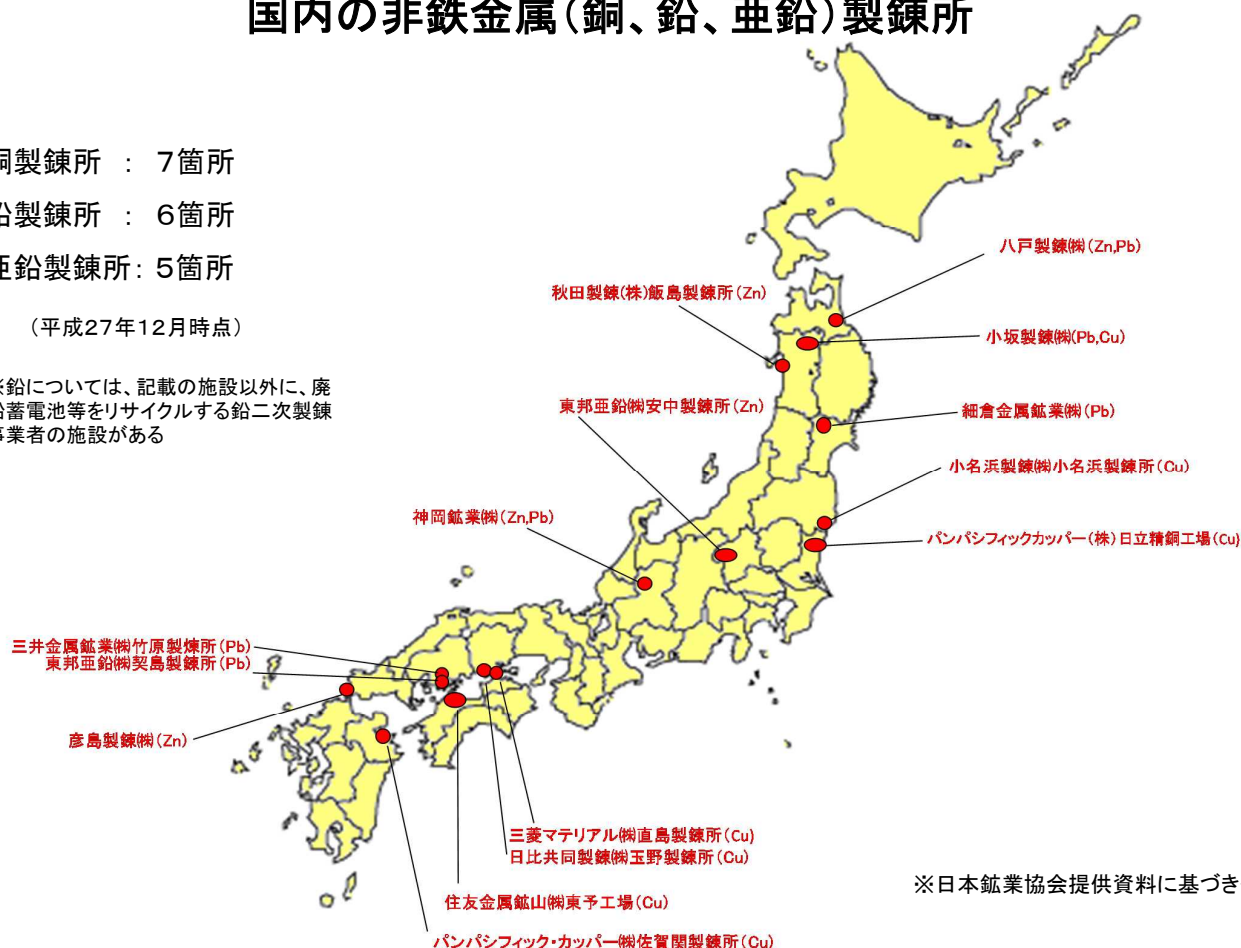 国内の非鉄金属(銅、鉛、亜鉛)製錬所
銅製錬所 : 7箇所
鉛製錬所 : 6箇所
亜鉛製錬所: 5箇所
(平成27年12月時点)
※鉛については、記載の施設以外に、廃
鉛蓄電池等をリサイクルする鉛二次製錬
事業者の施設がある
八戸製錬㈱(Zn,Pb)
秋田製錬(株)飯島製錬所(Zn)
小坂製錬㈱(Pb,Cu)
東邦亜鉛㈱安中製錬所(Zn)
細倉金属鉱業㈱(Pb)
小名浜製錬㈱小名浜製錬所(Cu)
神岡鉱業㈱(Zn,Pb)
パンパシフィックカッパー(株)日立精銅工場(Cu)
三井金属鉱業㈱竹原製煉所(Pb)
東邦亜鉛㈱契島製錬所(Pb)
彦島製錬㈱(Zn)
三菱マテリアル㈱直島製錬所(Cu)
日比共同製錬㈱玉野製錬所(Cu)
住友金属鉱山㈱東予工場(Cu)
パンパシフィック・カッパー㈱佐賀関製錬所(Cu)
※日本鉱業協会提供資料に基づき